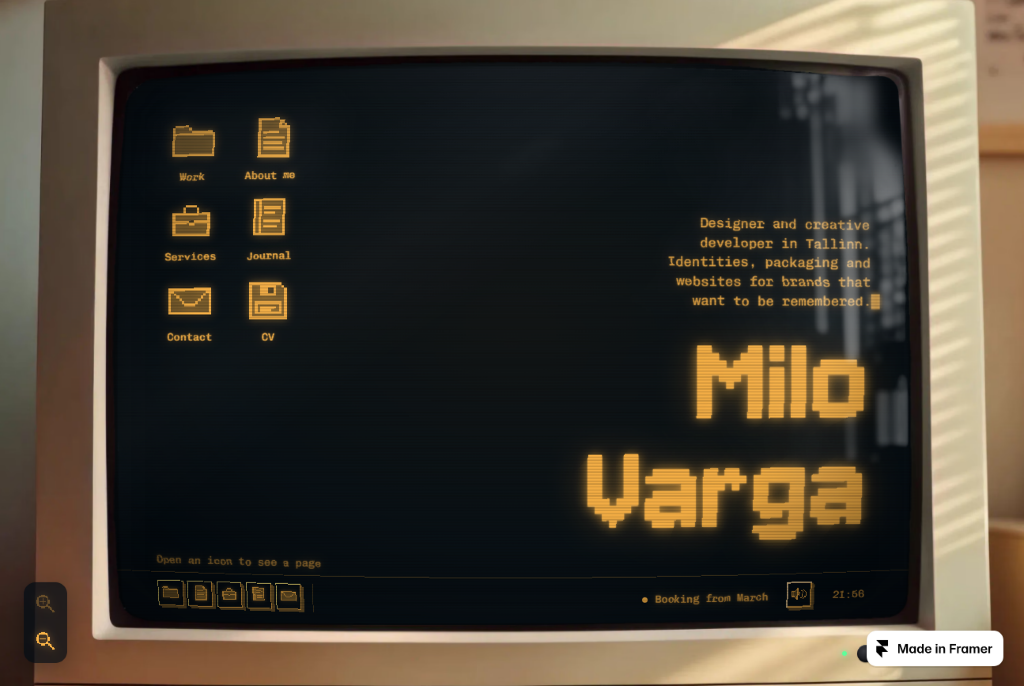 Work
About me
Services
Journal
Contact
CV
Designer and creative
developer in Tallinn.
Identities, packaging and
websites for brands that
want to be remembered.
Milo
Varga
Open an icon to see a page
Booking from March
21:56
Made in Framer